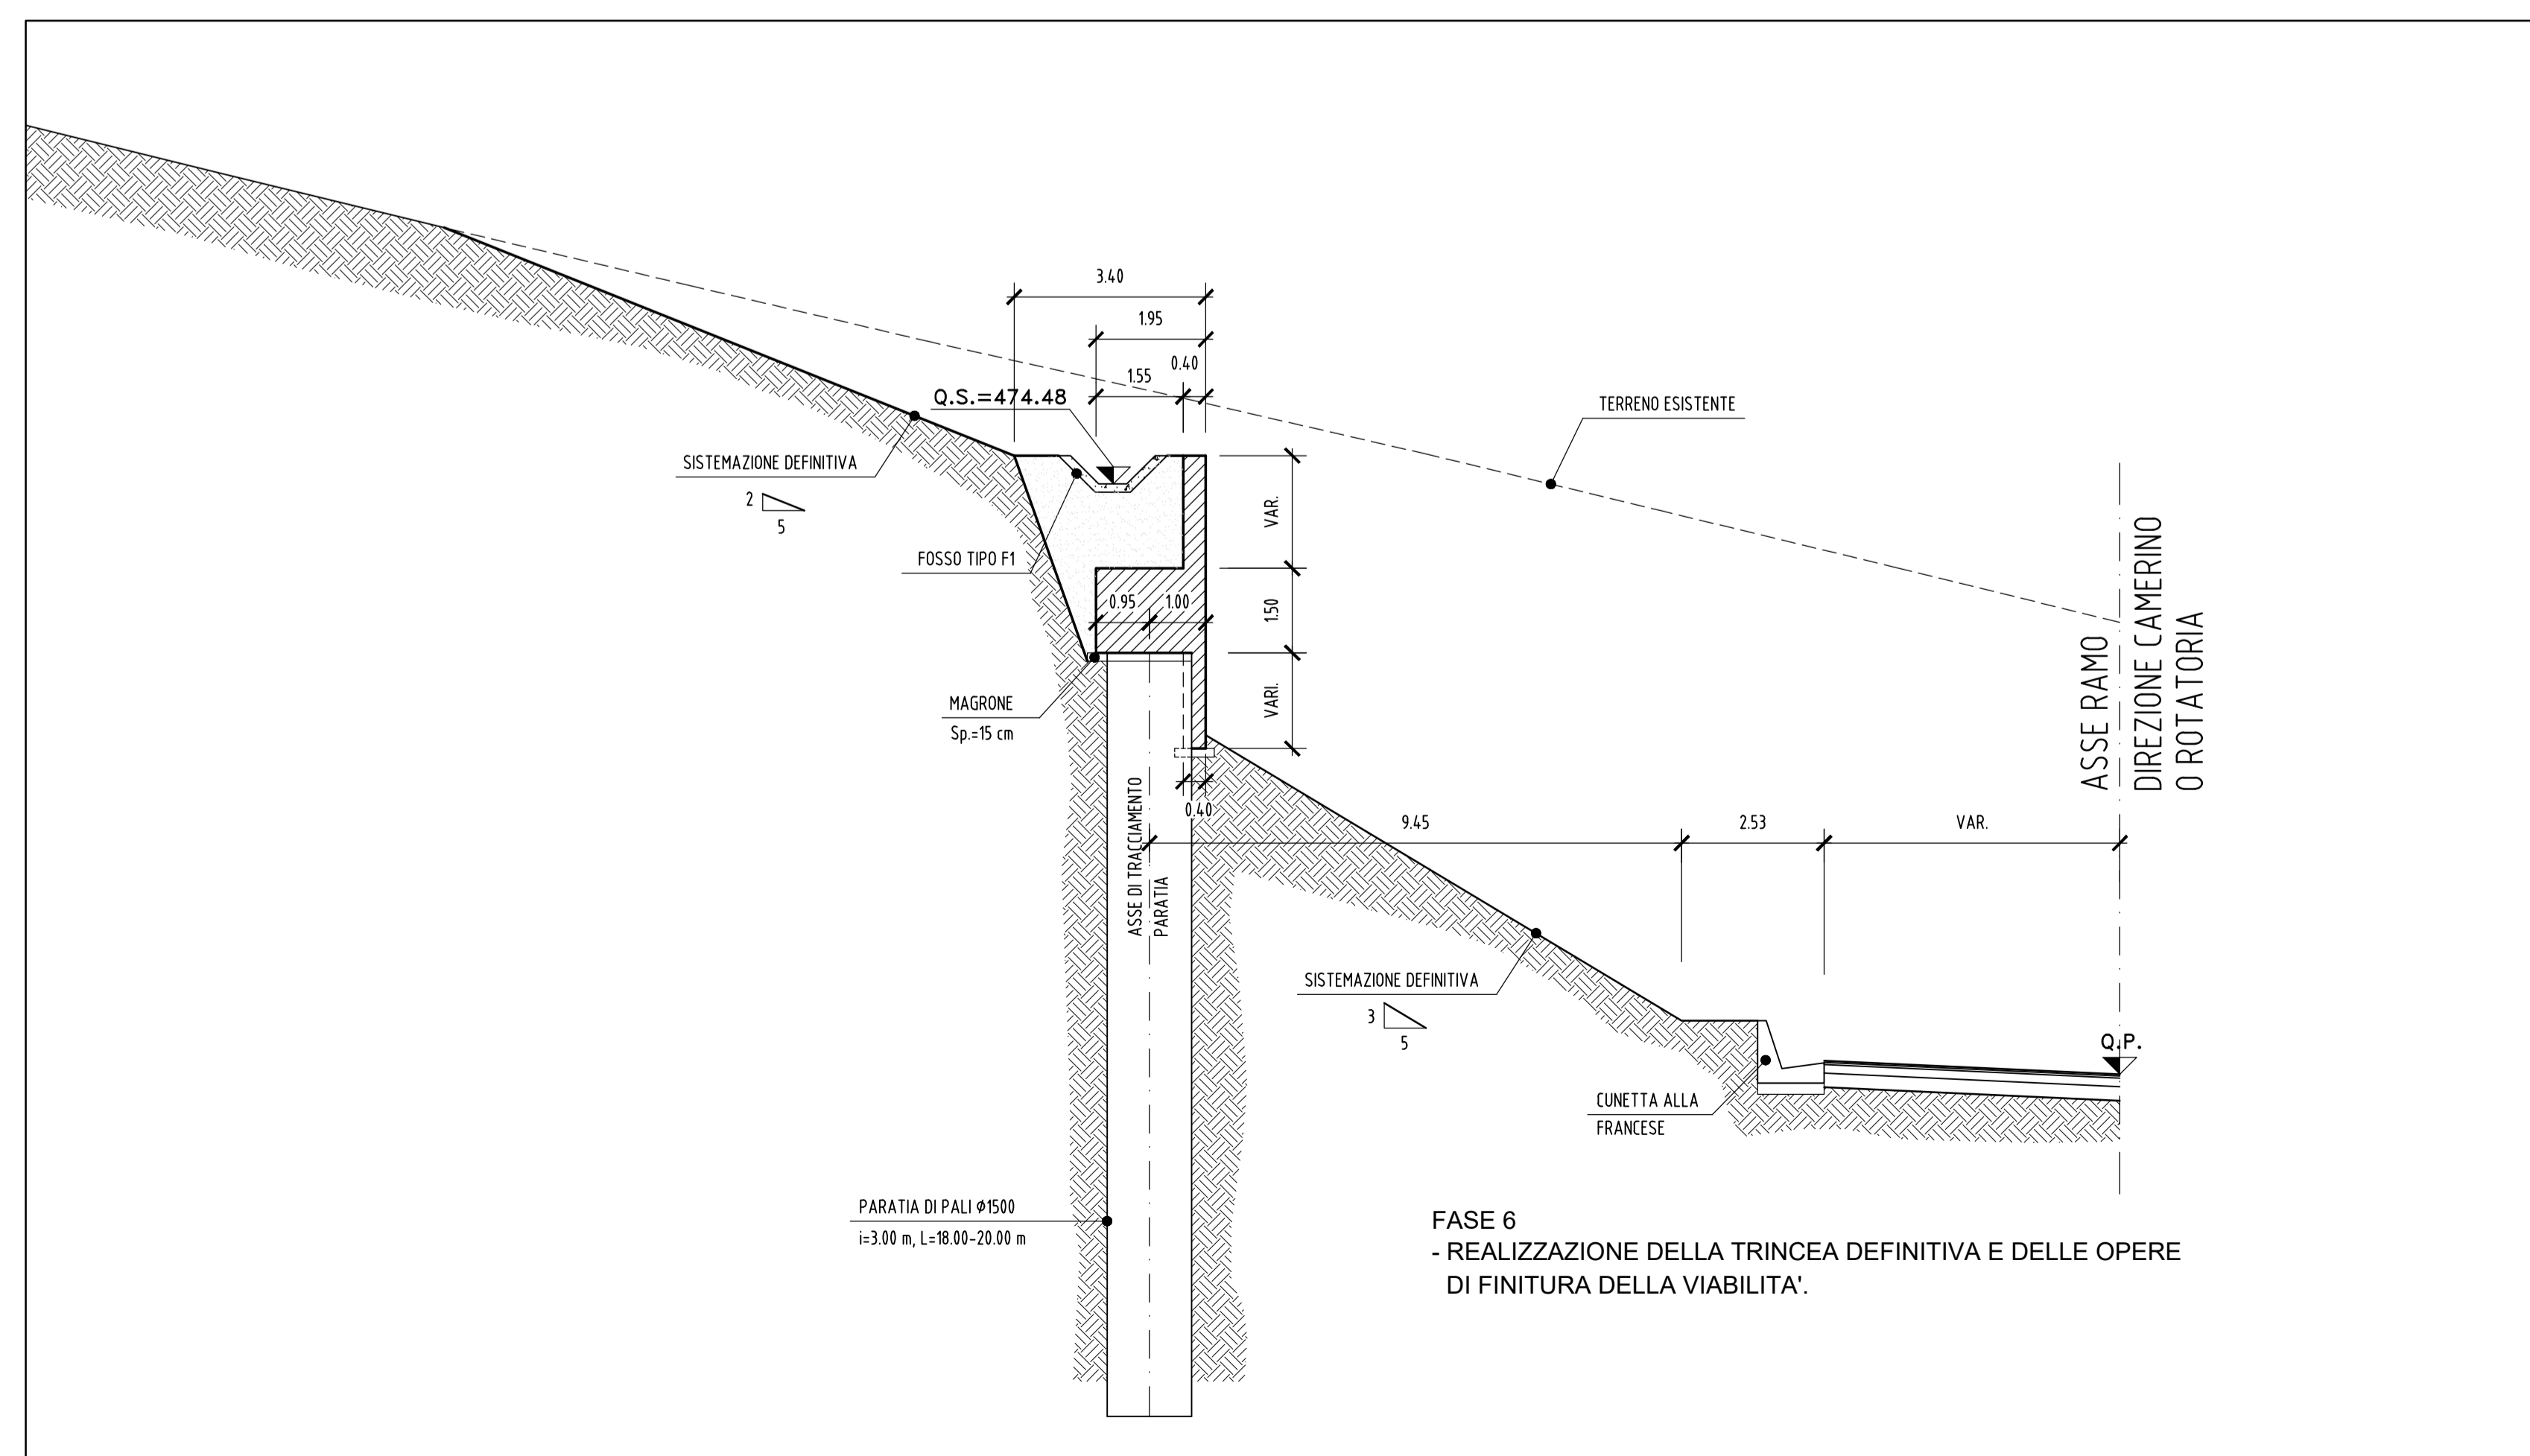 3.40
1.95
0.40
1.55
Q.S.=474.48
TERRENO ESISTENTE
SISTEMAZIONE DEFINITIVA
2
5
VAR.
FOSSO TIPO F1
0.95
1.00
1.50
MAGRONE
Sp.=15 cm
VARI.
ASSE RAMO
DIREZIONE CAMERINO
O ROTATORIA
0.40
ASSE DI TRACCIAMENTO
PARATIA
9.45
2.53
VAR.
SISTEMAZIONE DEFINITIVA
3
5
Q.P.
CUNETTA ALLA
FRANCESE
PARATIA DI PALI Ø1500
i=3.00 m, L=18.00-20.00 m
FASE 6
- REALIZZAZIONE DELLA TRINCEA DEFINITIVA E DELLE OPERE
DI FINITURA DELLA VIABILITA'.